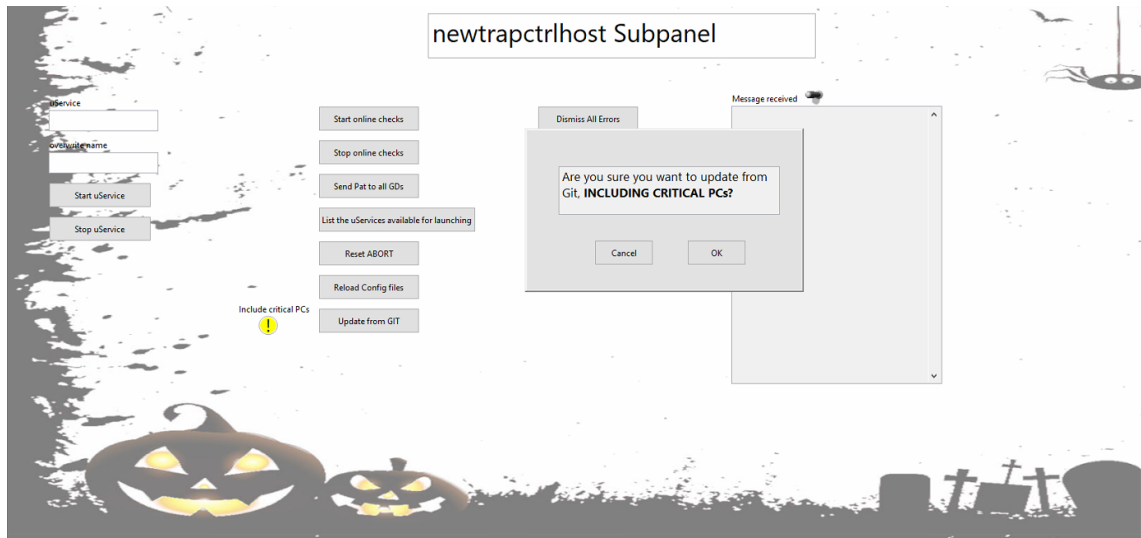 newtrapctrlhost Subpanel
uService
overwrite name
Start uService
Stop uService
Start online checks
Stop online checks
Send Pat to all GDs
List the uServices available for launching
Reset ABORT
Reload Config files
Include critical PCs
!
Update from GIT
Dismiss All Errors
Are you sure you want to update from
Git, INCLUDING CRITICAL PCs?
Cancel
OK
Message received